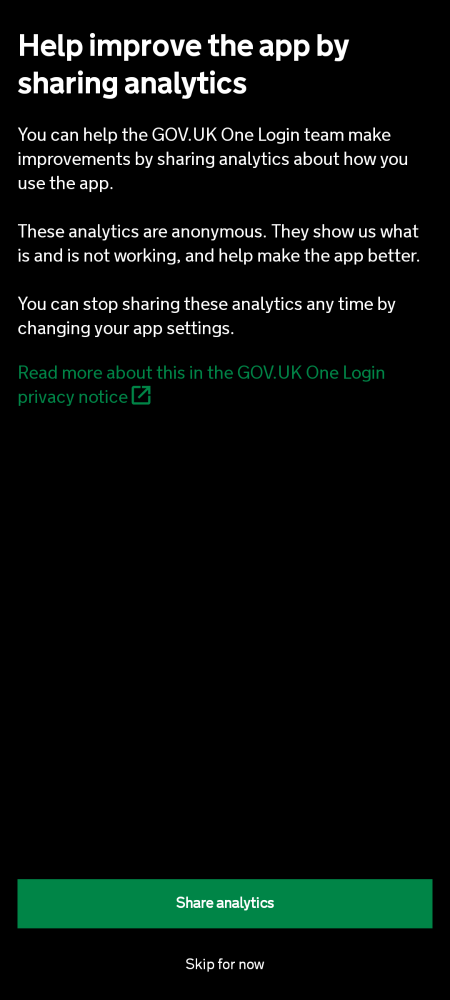 Help improve the app by
sharing analytics
You can help the GOV.UK One Login team make
improvements by sharing analytics about how you
use the app.
These analytics are anonymous. They show us what
is and is not working, and help make the app better.
You can stop sharing these analytics any time by
changing your app settings.
Read more about this in the GOV.UK One Login
privacy notice
Share analytics
Skip for now